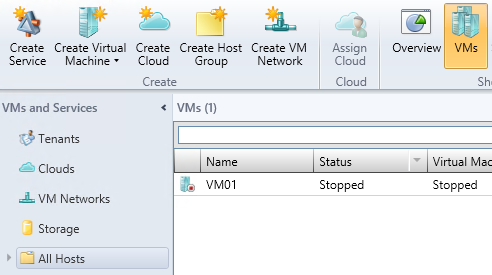 Create Service
Create Virtual Machine
Create Cloud
Create Host Group
Create VM Network
Assign Cloud
Overview
VMs
Create
Cloud
Sho
VMs and Services
VMs (1)
Tenants
Clouds
VM Networks
Storage
All Hosts
Name Status Virtual Mac
VM01 Stopped Stopped